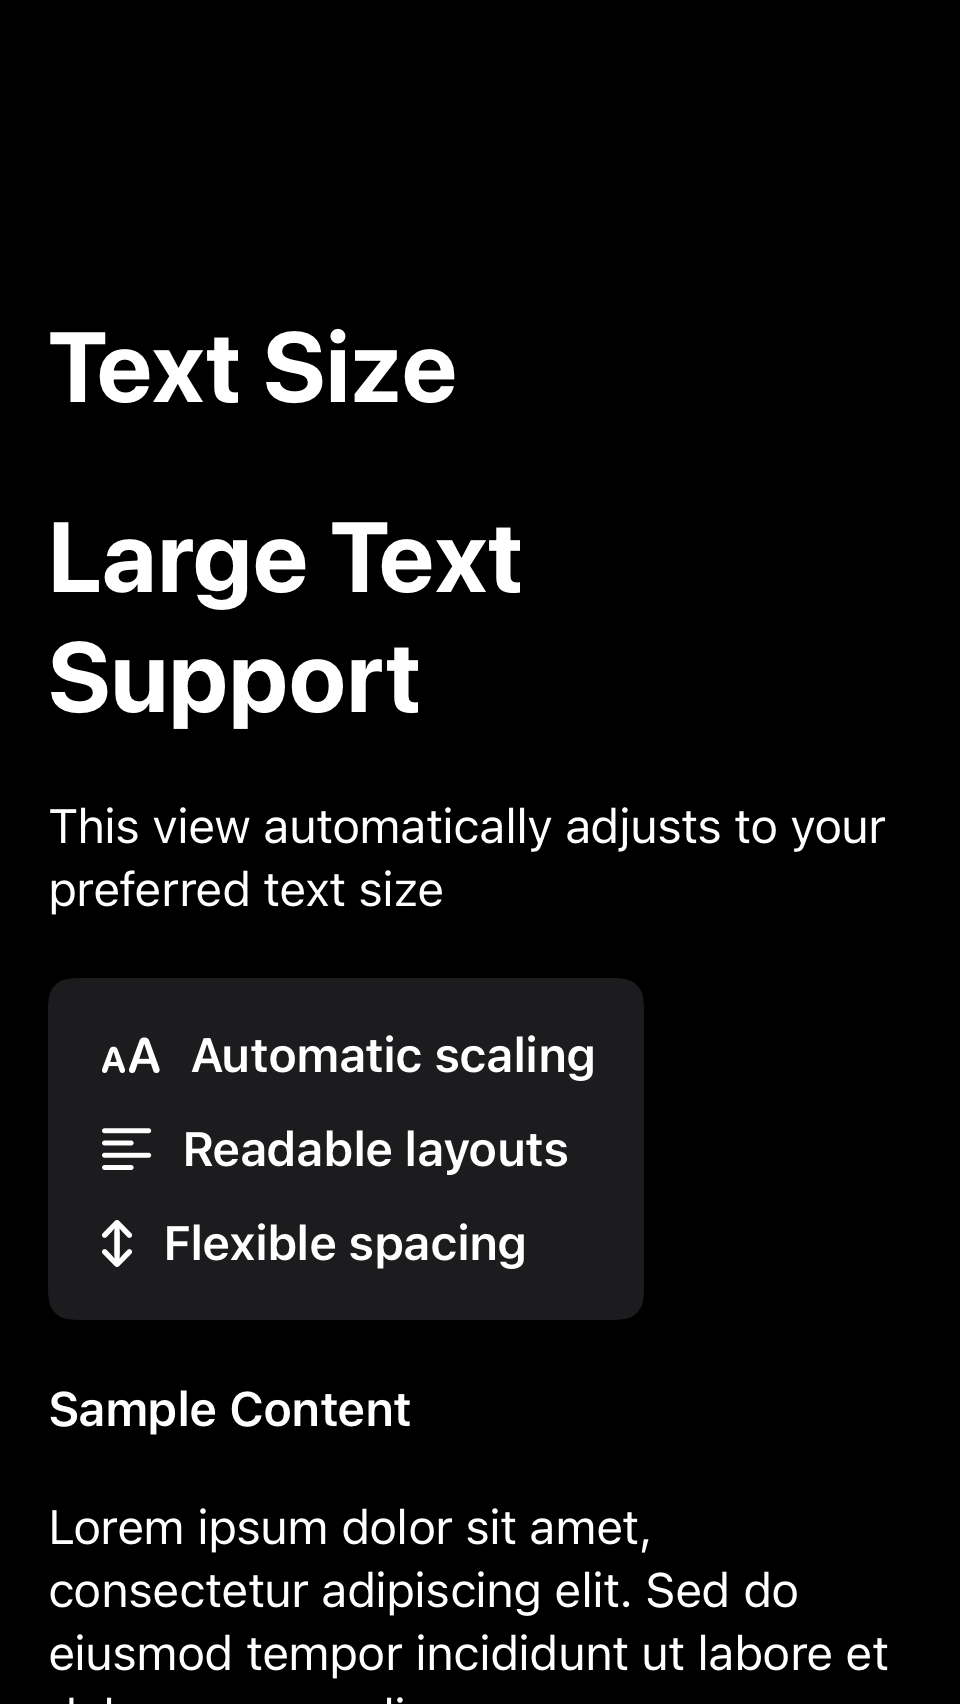 Text Size
Large Text
Support
This view automatically adjusts to your
preferred text size
AA Automatic scaling
Readable layouts
Flexible spacing
Sample Content
Lorem ipsum dolor sit amet,
consectetur adipiscing elit. Sed do
eiusmod tempor incididunt ut labore et